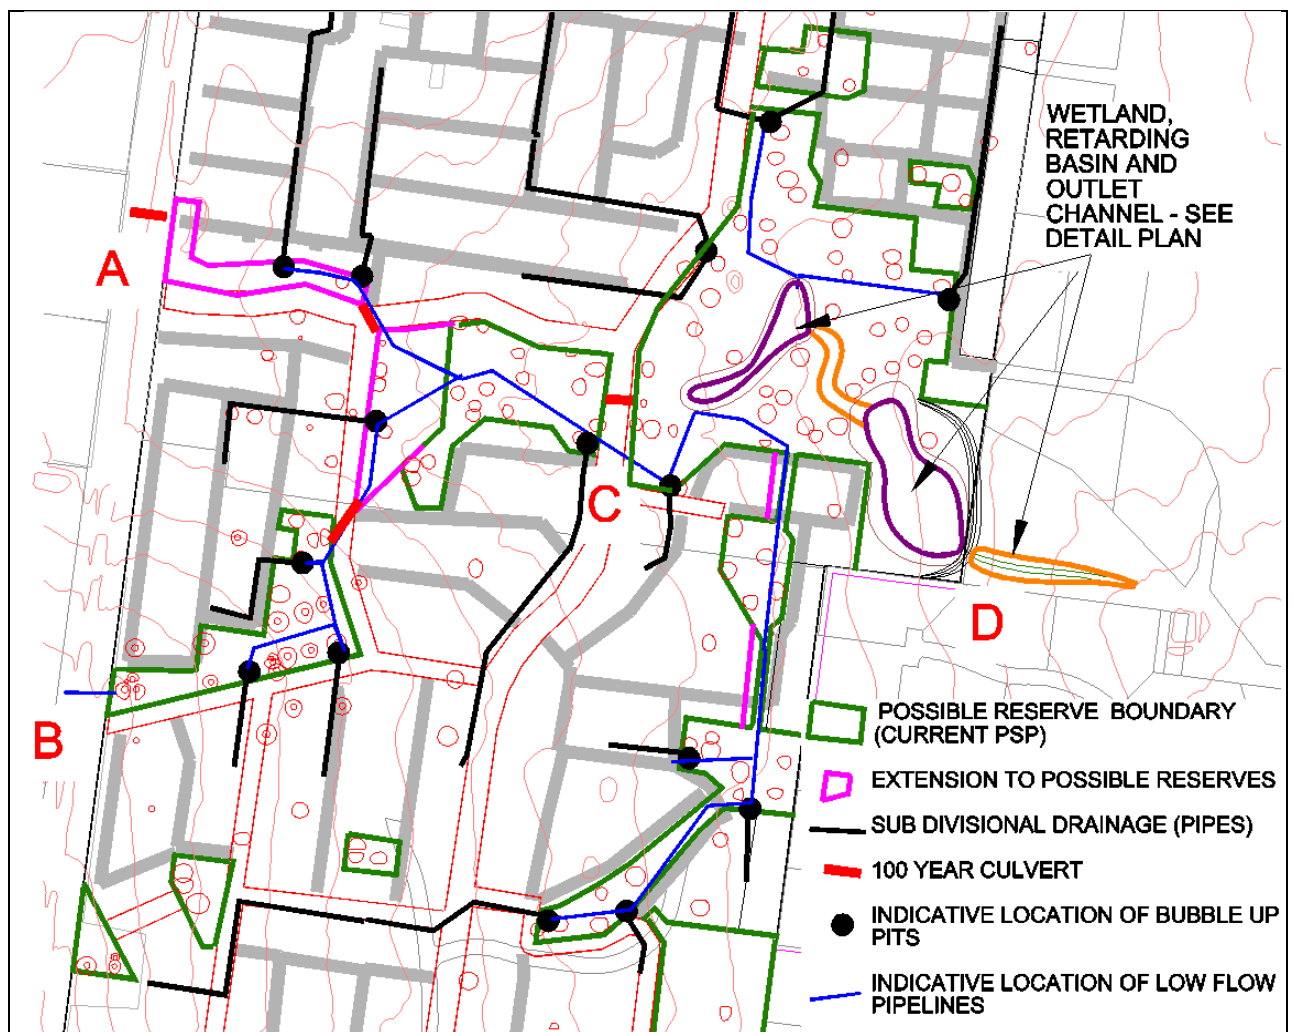 WETLAND,
RETARDING
BASIN AND
OUTLET
CHANNEL - SEE
DETAIL PLAN
A
C
D
B
POSSIBLE RESERVE BOUNDARY
(CURRENT PSP)
EXTENSION TO POSSIBLE RESERVES
SUB DIVISIONAL DRAINAGE (PIPES)
100 YEAR CULVERT
INDICATIVE LOCATION OF BUBBLE UP
PITS
INDICATIVE LOCATION OF LOW FLOW
PIPELINES